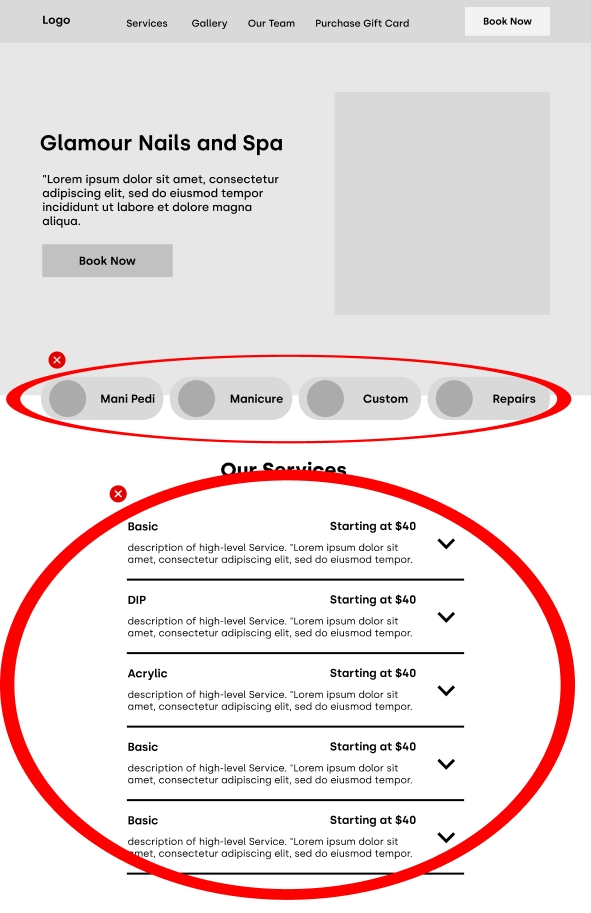 Logo
Services
Gallery
Our Team
Purchase Gift Card
Book Now
Glamour Nails and Spa
"Lorem ipsum dolor sit amet, consectetur
adipiscing elit, sed do eiusmod tempor
incididunt ut labore et dolore magna
aliqua.
Book Now
Mani Pedi
Manicure
Custom
Repairs
Our Services
Basic
Starting at $40
description of high-level Service. "Lorem ipsum dolor sit
amet, consectetur adipiscing elit, sed do eiusmod tempor.
DIP
Starting at $40
description of high-level Service. "Lorem ipsum dolor sit
amet, consectetur adipiscing elit, sed do eiusmod tempor.
Acrylic
Starting at $40
description of high-level Service. "Lorem ipsum dolor sit
amet, consectetur adipiscing elit, sed do eiusmod tempor.
Basic
Starting at $40
description of high-level Service. "Lorem ipsum dolor sit
amet, consectetur adipiscing elit, sed do eiusmod tempor.
Basic
Starting at $40
description of high-level Service. "Lorem ipsum dolor sit
amet, consectetur adipiscing elit, sed do eiusmod tempor.